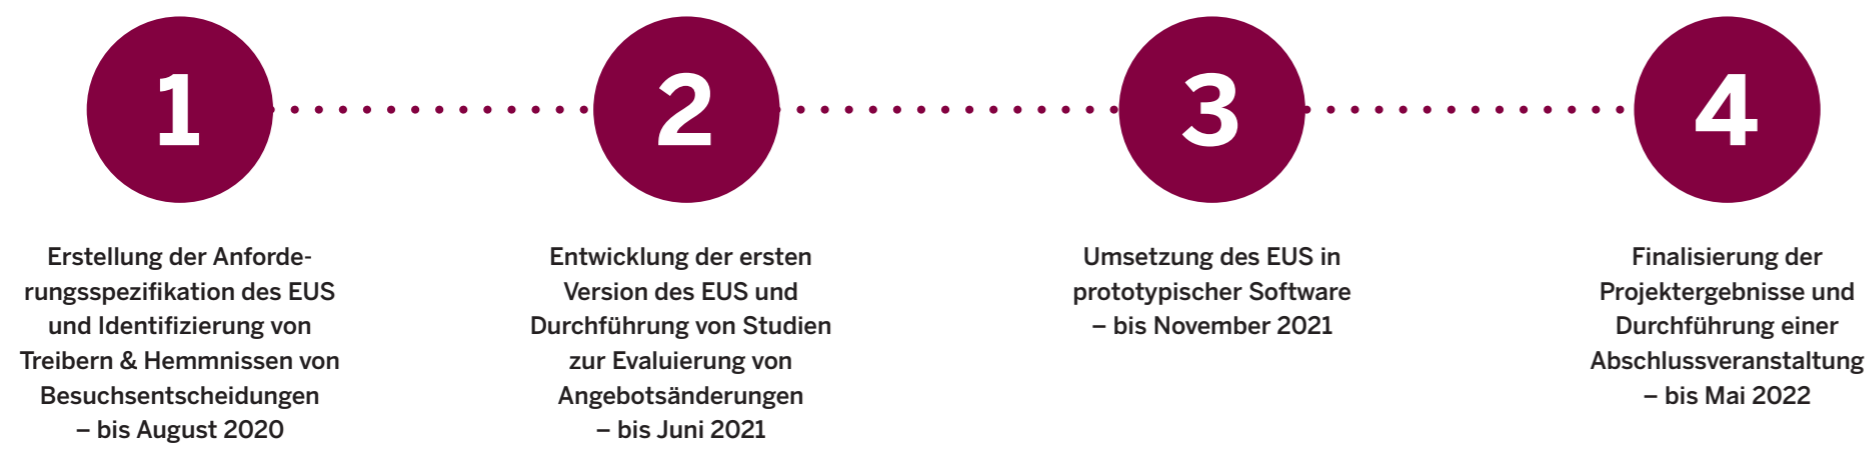 1
Erstellung der Anforde-
rungsspezifikation des EUS
und Identifizierung von
Treibern & Hemmnissen von
Besuchsentscheidungen
– bis August 2020
2
Entwicklung der ersten
Version des EUS und
Durchführung von Studien
zur Evaluierung von
Angebotsänderungen
– bis Juni 2021
3
Umsetzung des EUS in
prototypischer Software
– bis November 2021
4
Finalisierung der
Projektergebnisse und
Durchführung einer
Abschlussveranstaltung
– bis Mai 2022